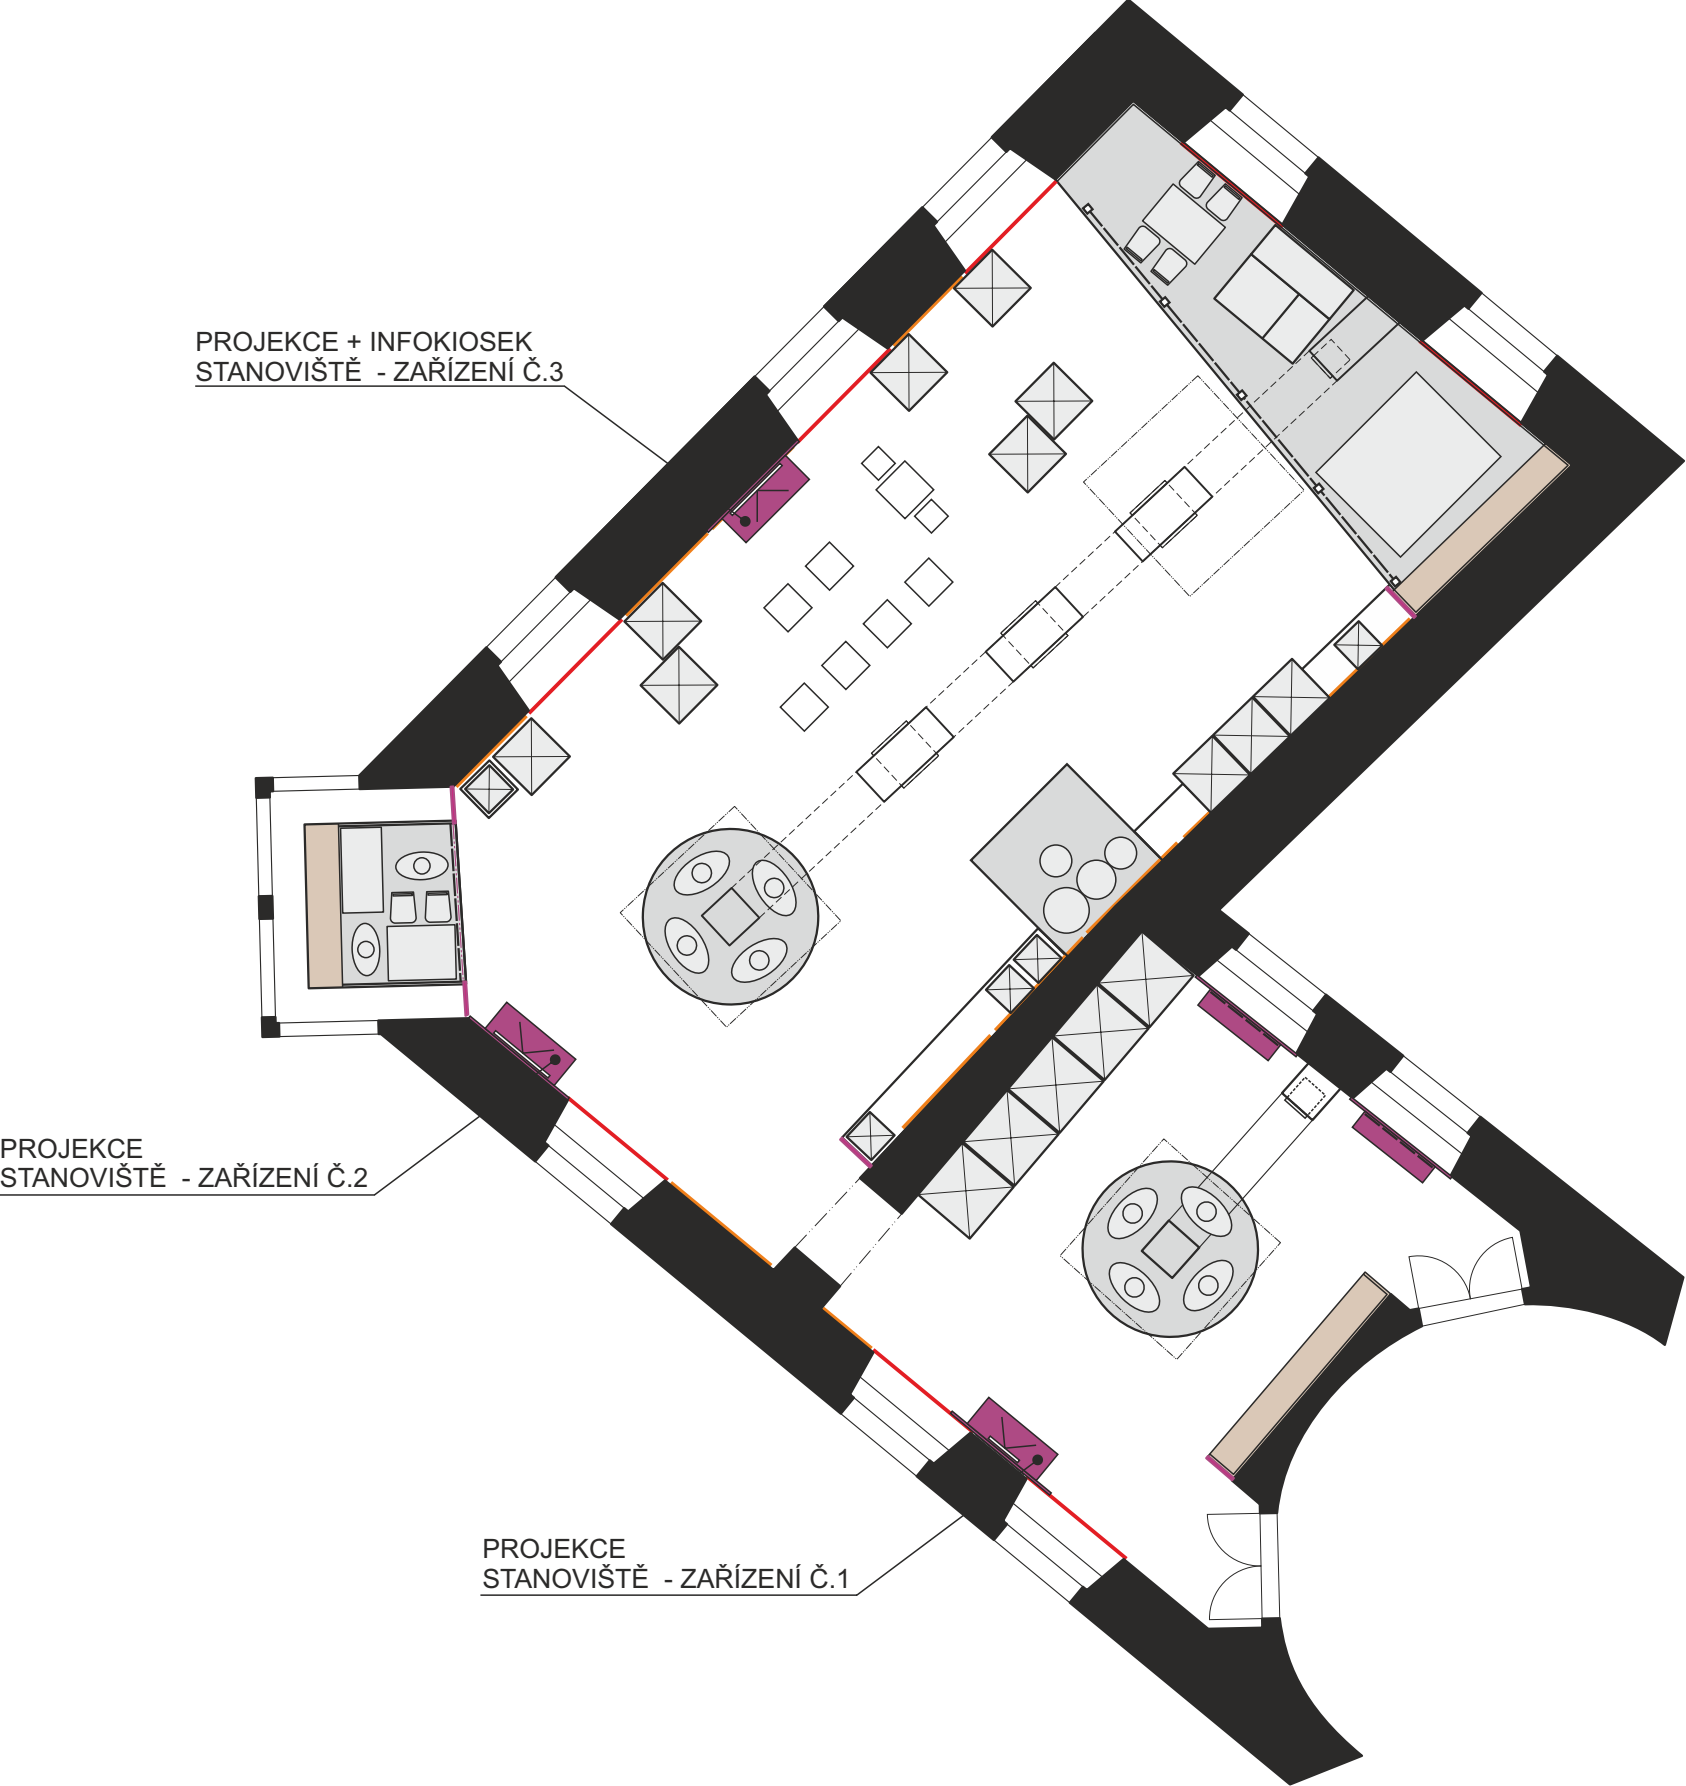 PROJEKCE + INFOKIOSEK
STANOVIŠTĚ - ZAŘÍZENÍ Č.3
PROJEKCE
STANOVIŠTĚ - ZAŘÍZENÍ Č.2
PROJEKCE
STANOVIŠTĚ - ZAŘÍZENÍ Č.1